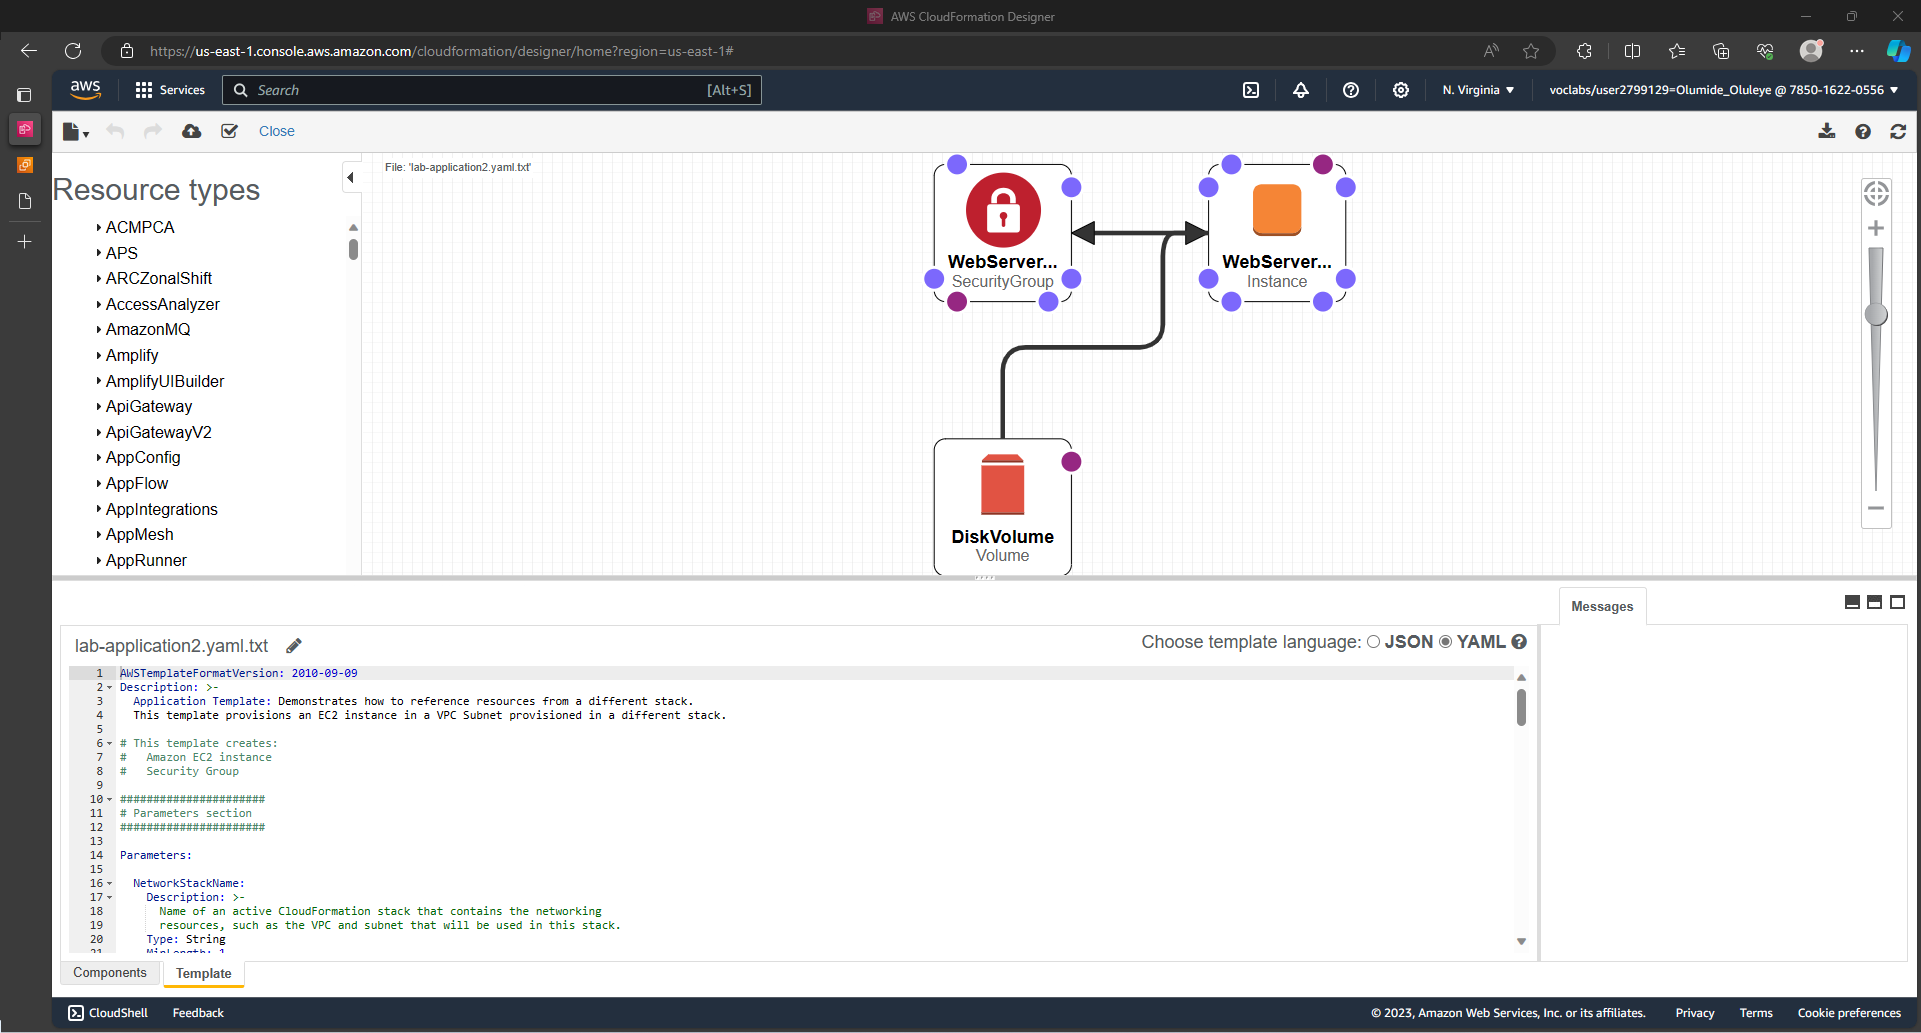 AWS CloudFormation Designer
https://us-east-1.console.aws.amazon.com/cloudformation/designer/home?region=us-east-1#
aws
Services
Search
[Alt+S]
N. Virginia
voclabs/user2799129=Olumide_Oluleye @ 7850-1622-0556
Close
Resource types
ACMPCA
APS
ARCZonalShift
AccessAnalyzer
AmazonMQ
Amplify
AmplifyUIBuilder
ApiGateway
ApiGatewayV2
AppConfig
AppFlow
AppIntegrations
AppMesh
AppRunner
File: 'lab-application2.yaml.txt'
WebServer...
SecurityGroup
WebServer...
Instance
DiskVolume
Volume
Messages
lab-application2.yaml.txt
Choose template language: JSON YAML
1 AWSTemplateFormatVersion: 2010-09-09
2 Description: >-
3 Application Template: Demonstrates how to reference resources from a different stack.
4 This template provisions an EC2 instance in a VPC Subnet provisioned in a different stack.
5
6 # This template creates:
7 # Amazon EC2 instance
8 # Security Group
9
10 ######################
11 # Parameters section
12 ######################
13
14 Parameters:
15
16 NetworkStackName:
17 Description: >-
18 Name of an active CloudFormation stack that contains the networking
19 resources, such as the VPC and subnet that will be used in this stack.
20 Type: String
21 MinLength: 1
Components
Template
CloudShell
Feedback
© 2023, Amazon Web Services, Inc. or its affiliates.
Privacy
Terms
Cookie preferences